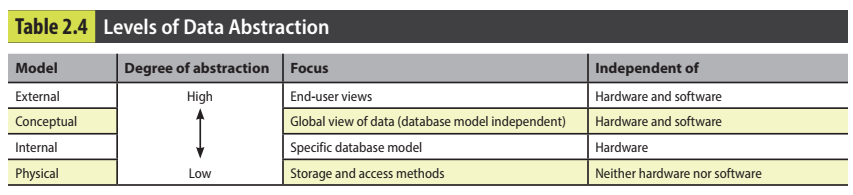 Table 2.4 Levels of Data Abstraction
Model Degree of abstraction Focus Independent of
External High End-user views Hardware and software
Conceptual Global view of data (database model independent) Hardware and software
Internal Specific database model Hardware
Physical Low Storage and access methods Neither hardware nor software